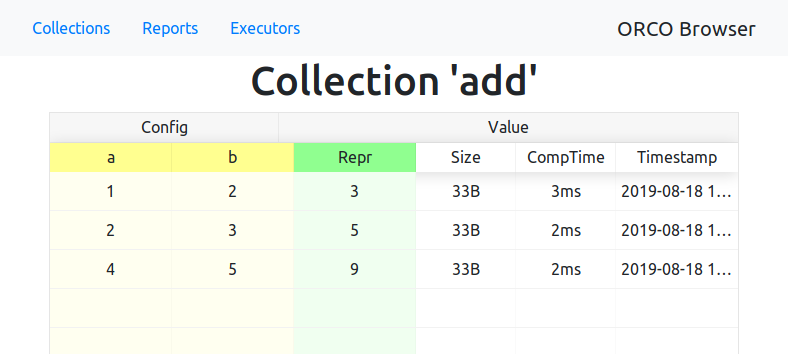 Collections Reports Executors ORCO Browser
Collection 'add'
Config Value
a b Repr Size CompTime Timestamp
1 2 3 33B 3ms 2019-08-18 1...
2 3 5 33B 2ms 2019-08-18 1...
4 5 9 33B 2ms 2019-08-18 1...